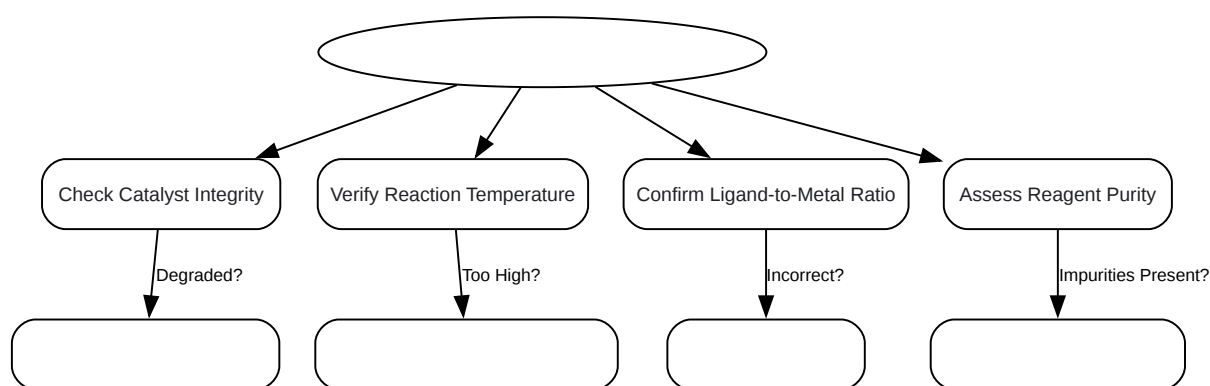 Check Catalyst Integrity
Verify Reaction Temperature
Confirm Ligand-to-Metal Ratio
Assess Reagent Purity
Degraded?
Too High?
Incorrect?
Impurities Present?